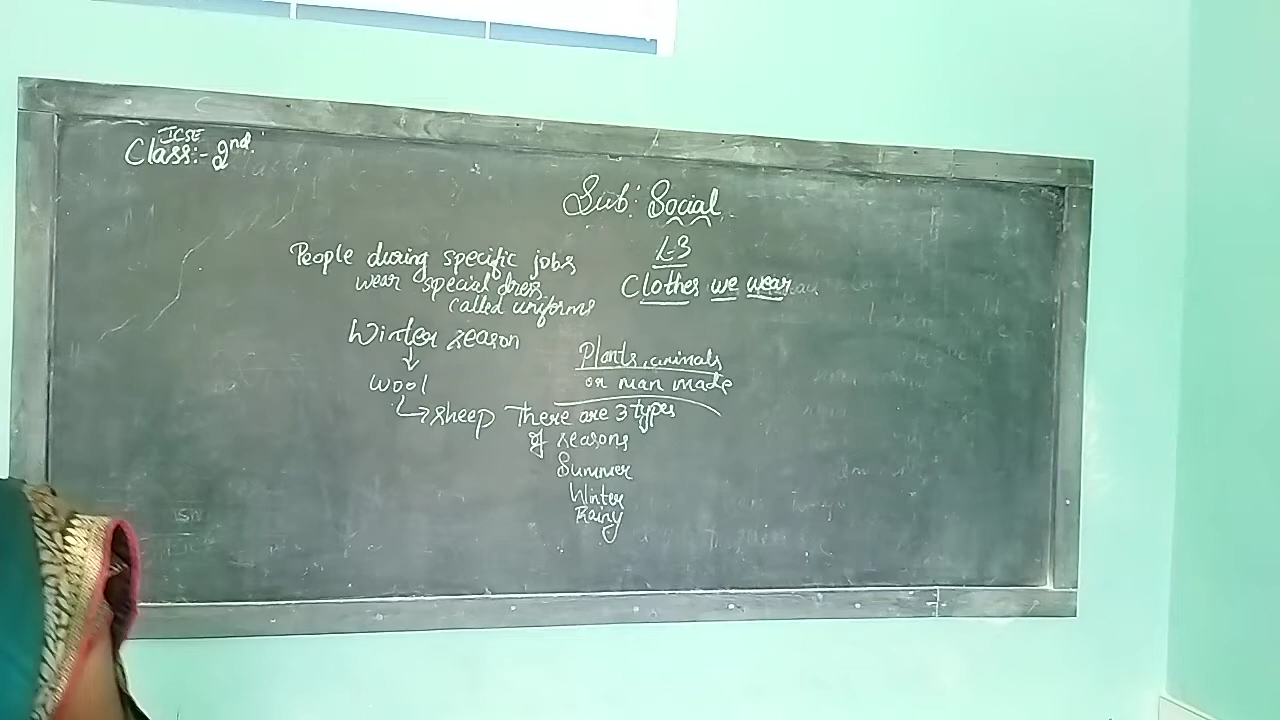 ICSE
Class:- 2nd
Sub: Social
L-3
Clothes we wear
People during specific jobs
wear special dress
called uniforms
Winter season
wool
sheep
Plants, animals
or man made
There are 3 types
of seasons
Summer
Winter
Rainy